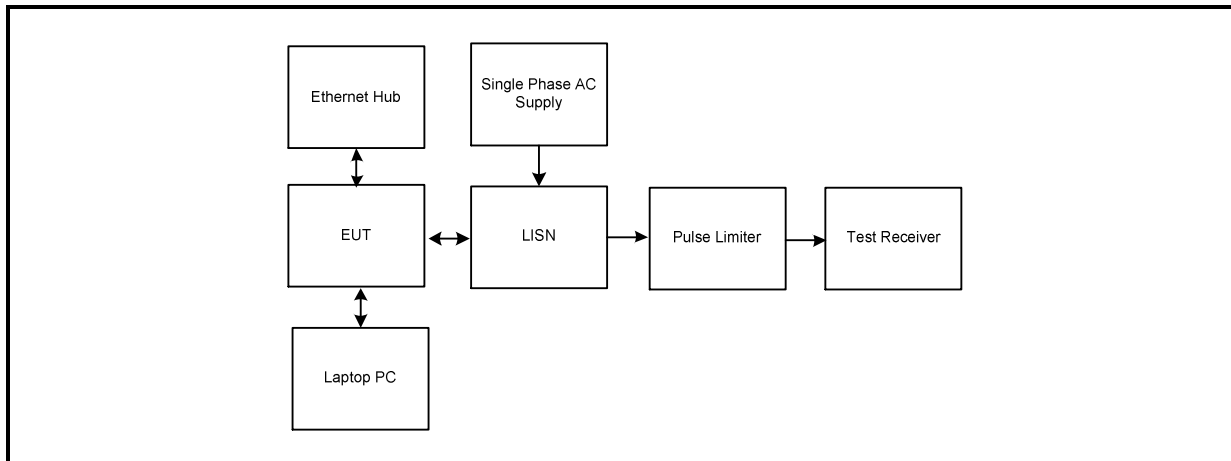 Ethernet Hub
Single Phase AC
Supply
EUT
LISN
Pulse Limiter
Test Receiver
Laptop PC